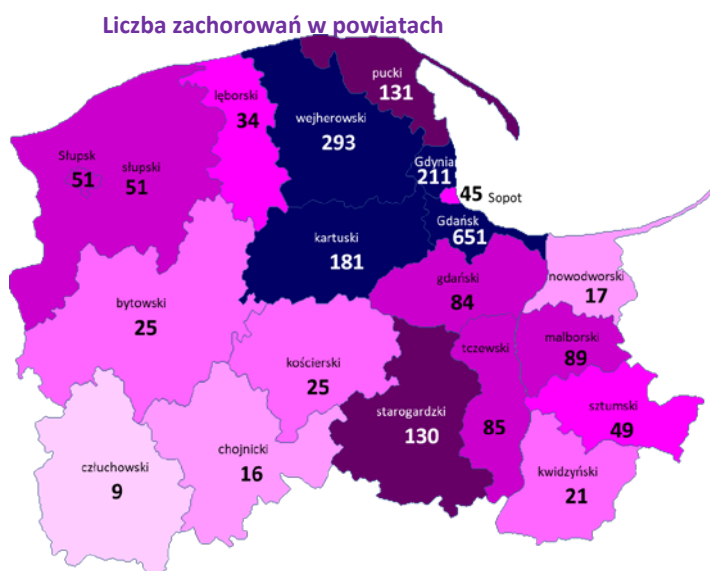 Liczba zachorowań w powiatach
pucki
131
lęborski
34
wejherowski
293
Słupsk
51
słupski
51
Gdynia
211
45 Sopot
Gdańsk
651
kartuski
181
gdański
84
nowodworski
17
bytowski
25
kościerski
25
tczewski
85
malborski
89
starogardzki
130
sztumski
49
człuchowski
9
chojnicki
16
kwidzyński
21